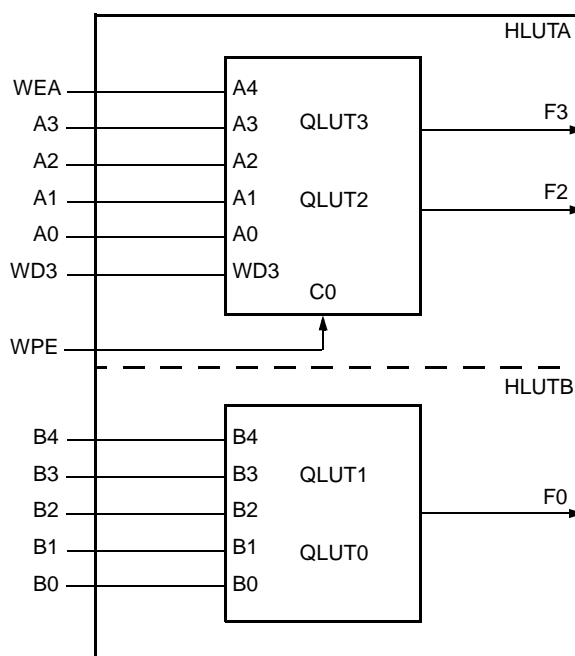 HLUTA
WEA A4
A3 A3 QLUT3 F3
A2 A2
A1 A1 QLUT2 F2
A0 A0
WD3 WD3
C0
WPE
HLUTB
B4 B4
B3 B3 QLUT1
B2 B2 F0
B1 B1 QLUT0
B0 B0